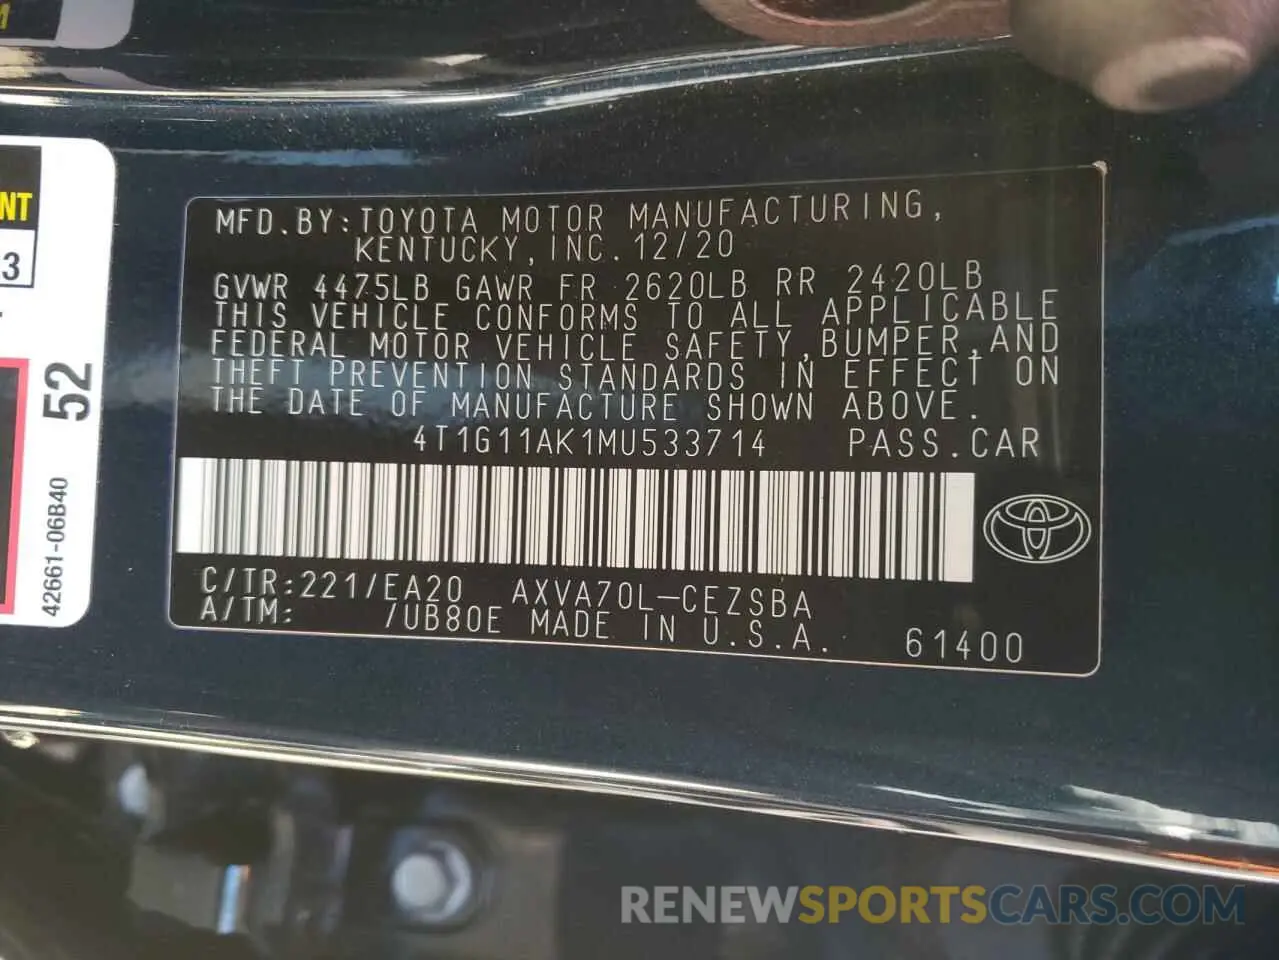 NT
3
52
42661-06B40
MFD.BY:TOYOTA MOTOR MANUFACTURING,
KENTUCKY,INC.12/20
GVWR 4475LB GAWR FR 2620LB RR 2420LB
THIS VEHICLE CONFORMS TO ALL APPLICABLE
FEDERAL MOTOR VEHICLE SAFETY,BUMPER,AND
THEFT PREVENTION STANDARDS IN EFFECT ON
THE DATE OF MANUFACTURE SHOWN ABOVE.
4T1G11AK1MU533714 PASS.CAR
C/TR:221/EA20 AXVA70L-CEZSBA
A/TM: /UB80E MADE IN U.S.A. 61400
RENEWSPORTSCARS.COM